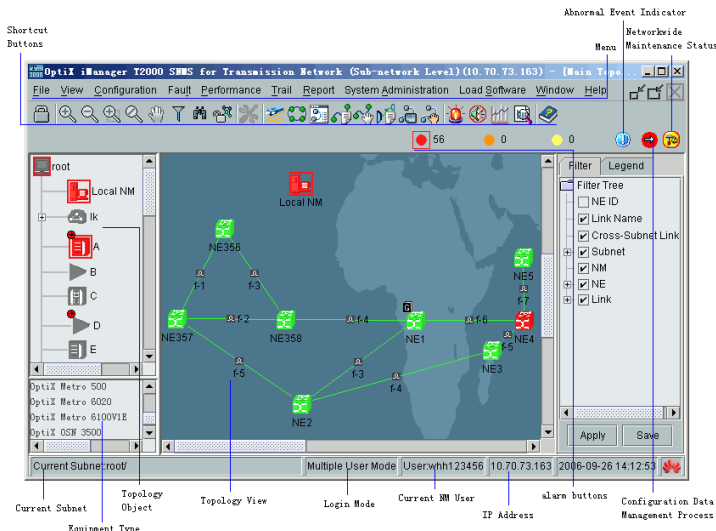 Abnormal Event Indicator
Shortcut
Buttons
Networkwide
Menu
Maintenance Status
OptiX iManager T2000 SNMS for Transmission Network (Sub-network Level)(10.70.73.163) - [Main Topo...
File View Configuration Fault Performance Trail Report System Administration Load Software Window Help
56
0
0
root
Local NM
lk
A
B
C
D
E
OptiX Metro 500
OptiX Metro 6020
OptiX Metro 6100V1E
OptiX OSN 3500
Local NM
NE356
f-1
f-3
NE5
f-7
G
NE357
f-2
NE358
f-4
NE1
f-6
NE4
f-5
NE3
f-5
f-3
f-4
NE2
Filter Legend
Filter Tree
NE ID
Link Name
Cross-Subnet Link
Subnet
NM
NE
Link
Apply Save
Current Subnet:root/ Multiple User Mode User:whh123456 10.70.73.163 2006-09-26 14:12:53
Current Subnet
Topology
Object
Equipment Type
Topology View
Login Mode
Current NM User
IP Address
alarm buttons
Configuration Data
Management Process